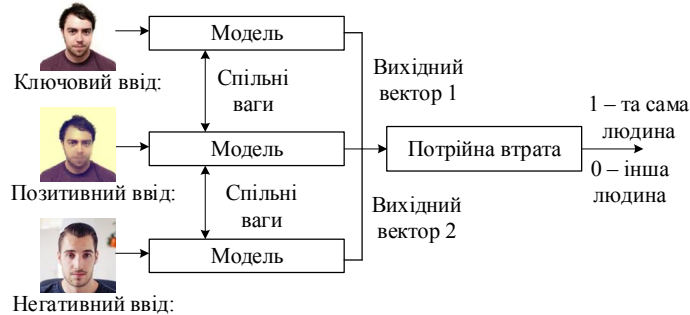 Модель
Ключовий ввід:
Спільні
ваги
Вихідний
вектор 1
Модель
Потрійна втрата
1 – та сама
людина
0 – інша
людина
Позитивний ввід:
Спільні
ваги
Вихідний
вектор 2
Модель
Негативний ввід: